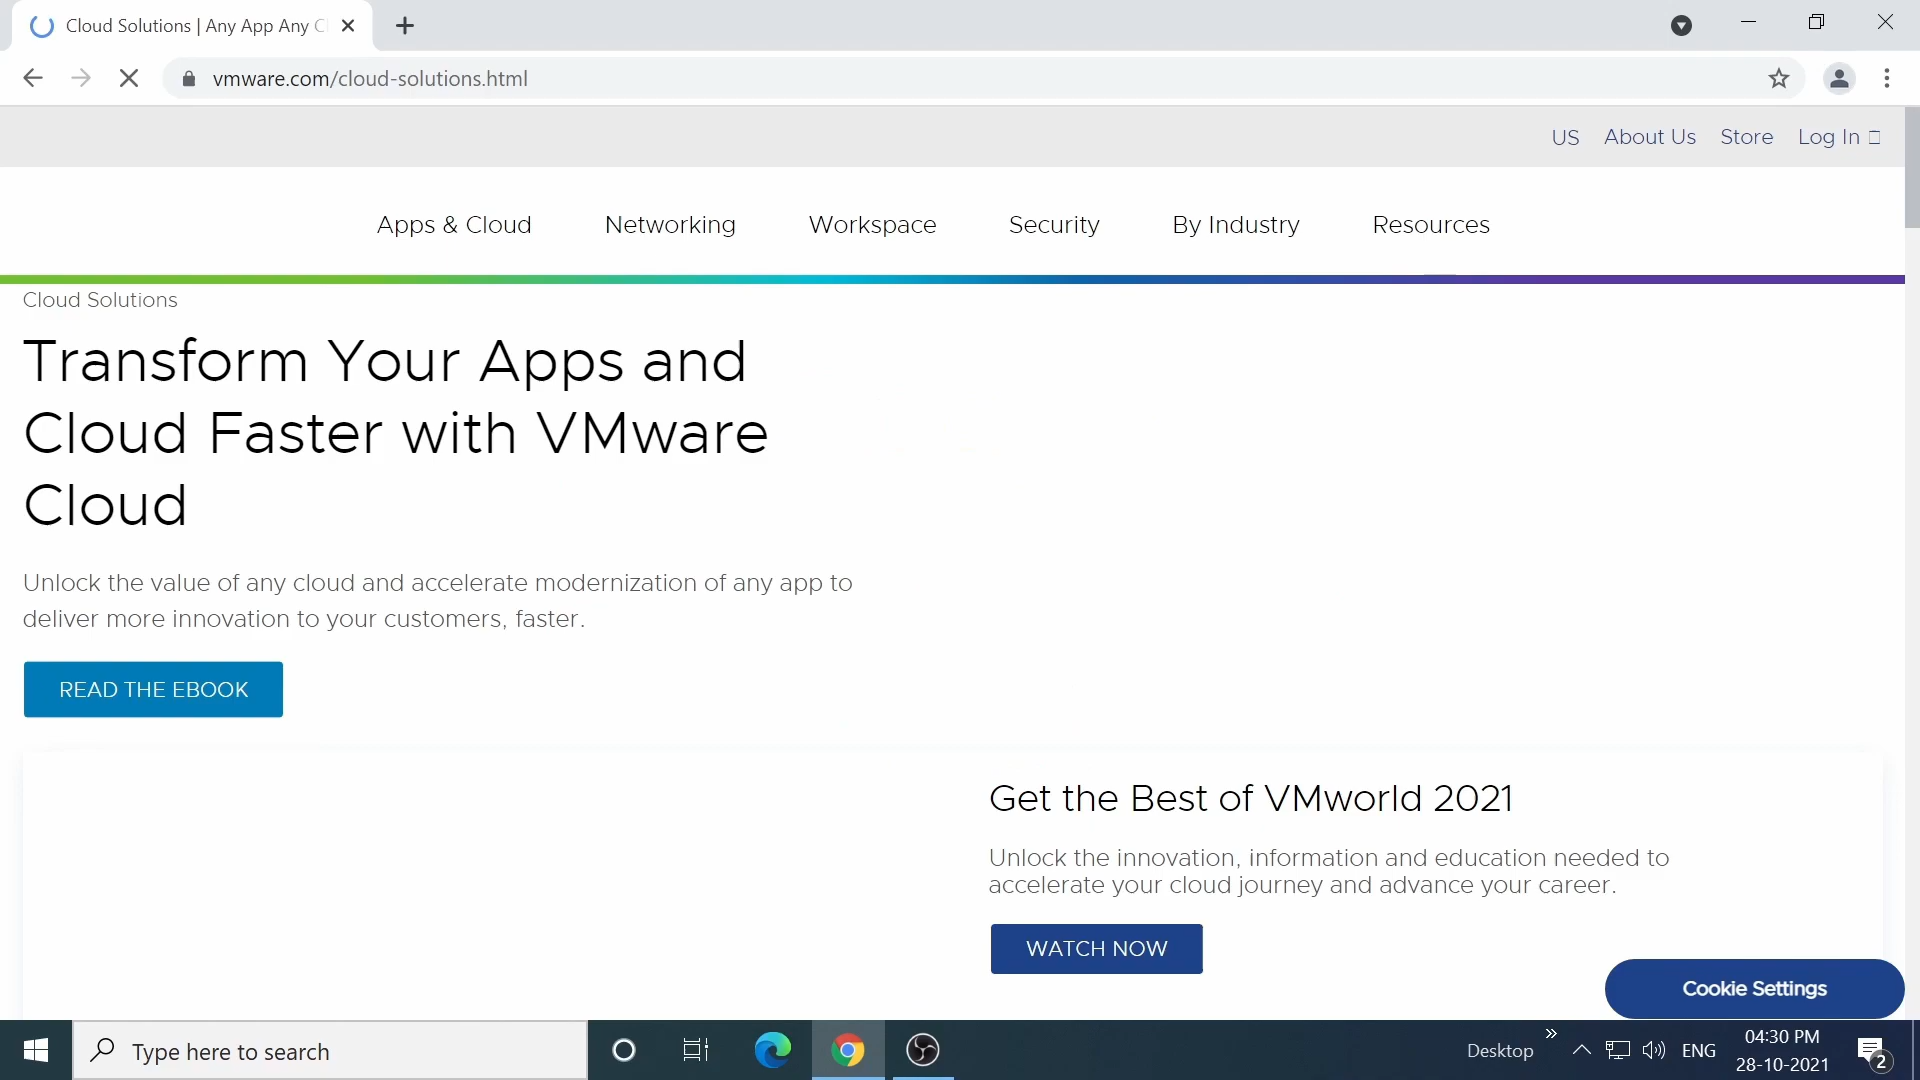 Cloud Solutions | Any App Any C
vmware.com/cloud-solutions.html
US About Us Store Log In
Apps & Cloud Networking Workspace Security By Industry Resources
Cloud Solutions
Transform Your Apps and
Cloud Faster with VMware
Cloud
Unlock the value of any cloud and accelerate modernization of any app to
deliver more innovation to your customers, faster.
READ THE EBOOK
Get the Best of VMworld 2021
Unlock the innovation, information and education needed to
accelerate your cloud journey and advance your career.
WATCH NOW
Cookie Settings
Type here to search
Desktop
ENG
04:30 PM
28-10-2021
2